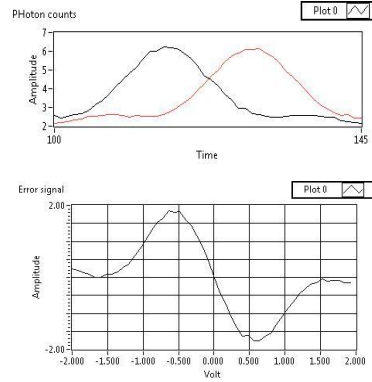 PHoton counts
Plot 0
Amplitude
7
6
5
4
3
2
100
145
Time
Error signal
Plot 0
Amplitude
2.00
-2.00
-2.000 -1.500 -1.000 -0.500 0.000 0.500 1.000 1.500 2.000
Volt